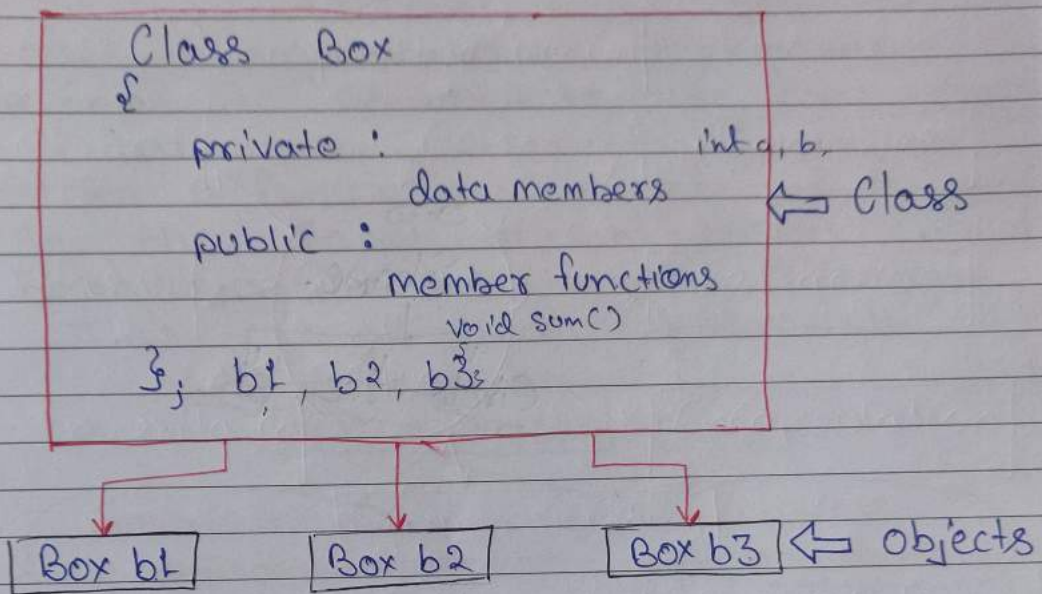 Class Box
{
private : int a, b,
data members
⇐ Class
public :
member functions
void sum()
}; b1, b2, b3;
Box b1 Box b2 Box b3 ⇐ objects